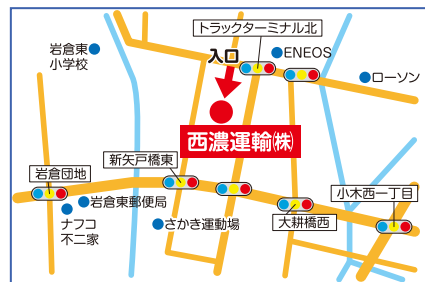 トラックターミナル北
岩倉東
小学校
入口
ENEOS
ローソン
西濃運輸㈱
新矢戸橋東
岩倉団地
小木西一丁目
岩倉東郵便局
ナフコ
不二家
さかき運動場
大耕橋西